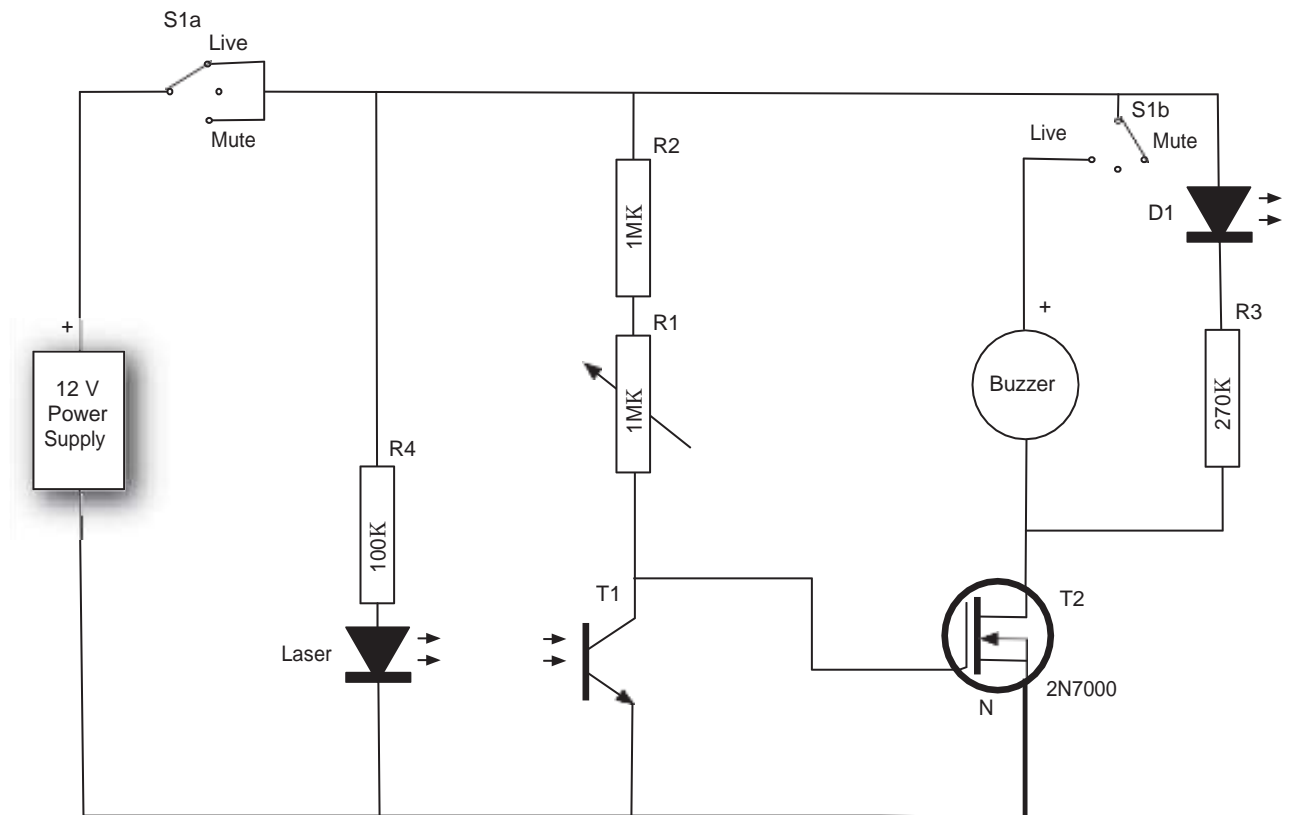 S1a
Live
Mute
R2
1MK
R1
1MK
S1b
Live
Mute
D1
+
R3
270K
Buzzer
+
12 V
Power
Supply
R4
100K
Laser
T1
T2
2N7000
N